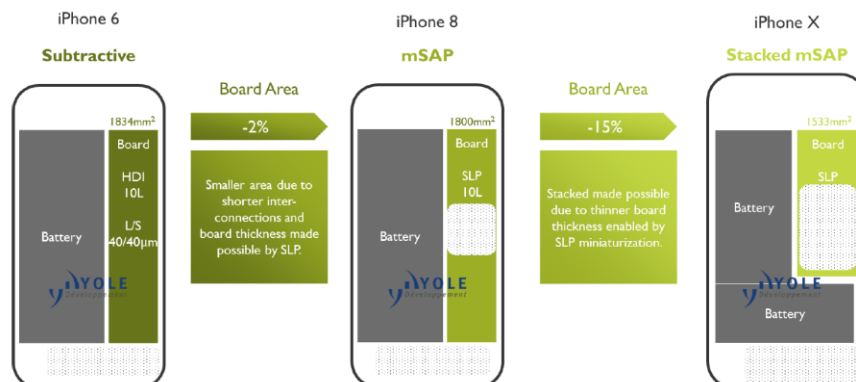 iPhone 6
Subtractive
1834mm²
Board
HDI
10L
L/S
40/40µm
Battery
YOLE
Développement
Board Area
-2%
Smaller area due to
shorter inter-
connections and
board thickness made
possible by SLP.
iPhone 8
mSAP
1800mm²
Board
SLP
10L
Battery
YOLE
Développement
Board Area
-15%
Stacked made possible
due to thinner board
thickness enabled by
SLP miniaturization.
iPhone X
Stacked mSAP
1533mm²
Board
SLP
Battery
YOLE
Développement
Battery